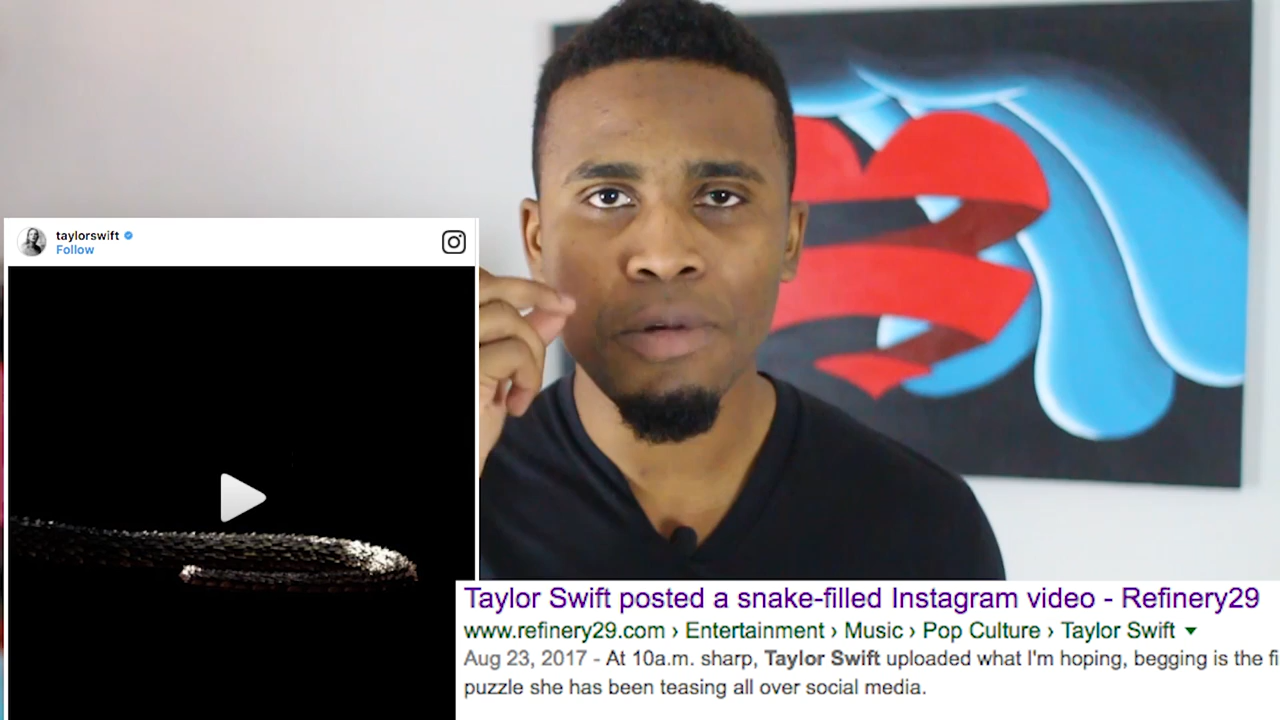 taylorswift
Follow
Taylor Swift posted a snake-filled Instagram video - Refinery29
www.refinery29.com › Entertainment › Music › Pop Culture › Taylor Swift
Aug 23, 2017 - At 10a.m. sharp, Taylor Swift uploaded what I'm hoping, begging is the
puzzle she has been teasing all over social media.